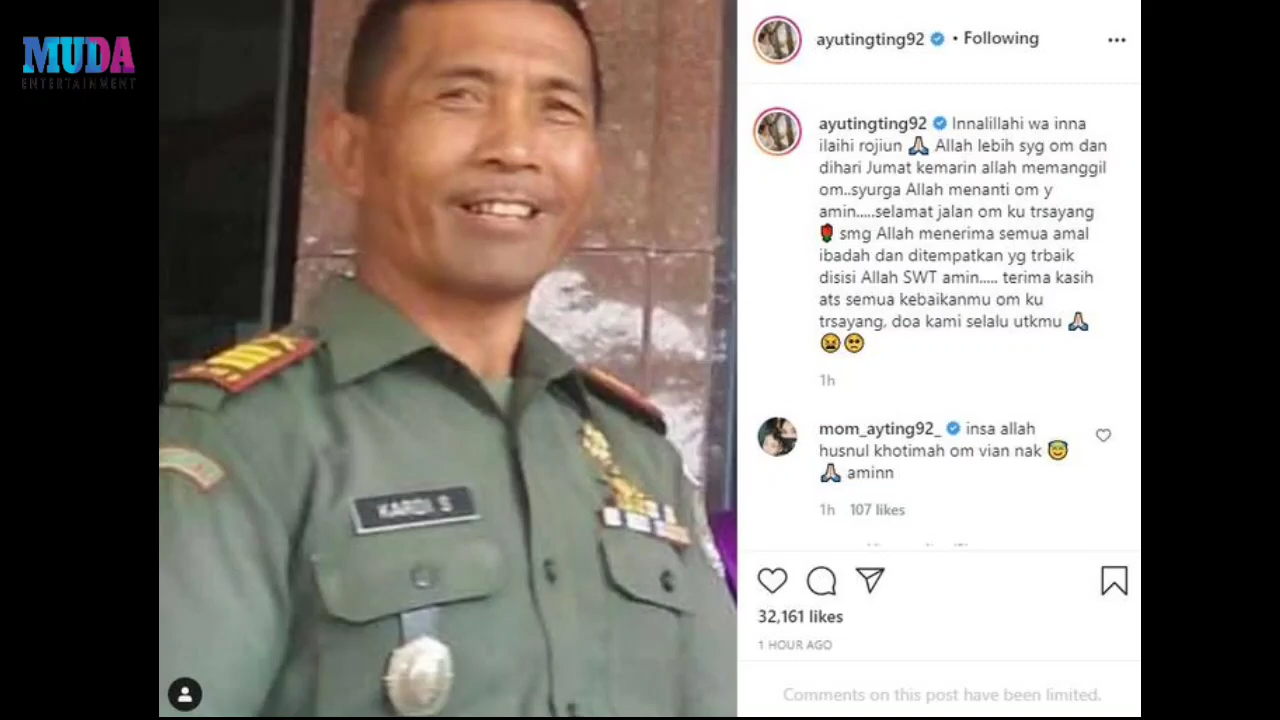 MUDA
ENTERTAINMENT
KARDI S
ayutingting92 • Following
ayutingting92 Innalillahi wa inna
ilaihi rojiun 🙏 Allah lebih syg om dan
dihari Jumat kemarin allah memanggil
om..syurga Allah menanti om y
amin.....selamat jalan om ku trsayang
🌹 smg Allah menerima semua amal
ibadah dan ditempatkan yg trbaik
disisi Allah SWT amin..... terima kasih
ats semua kebaikanmu om ku
trsayang, doa kami selalu utkmu 🙏
😫🥺
1h
mom_ayting92_ insa allah
husnul khotimah om vian nak 😇
🙏 aminn
1h 107 likes
32,161 likes
1 HOUR AGO
Comments on this post have been limited.